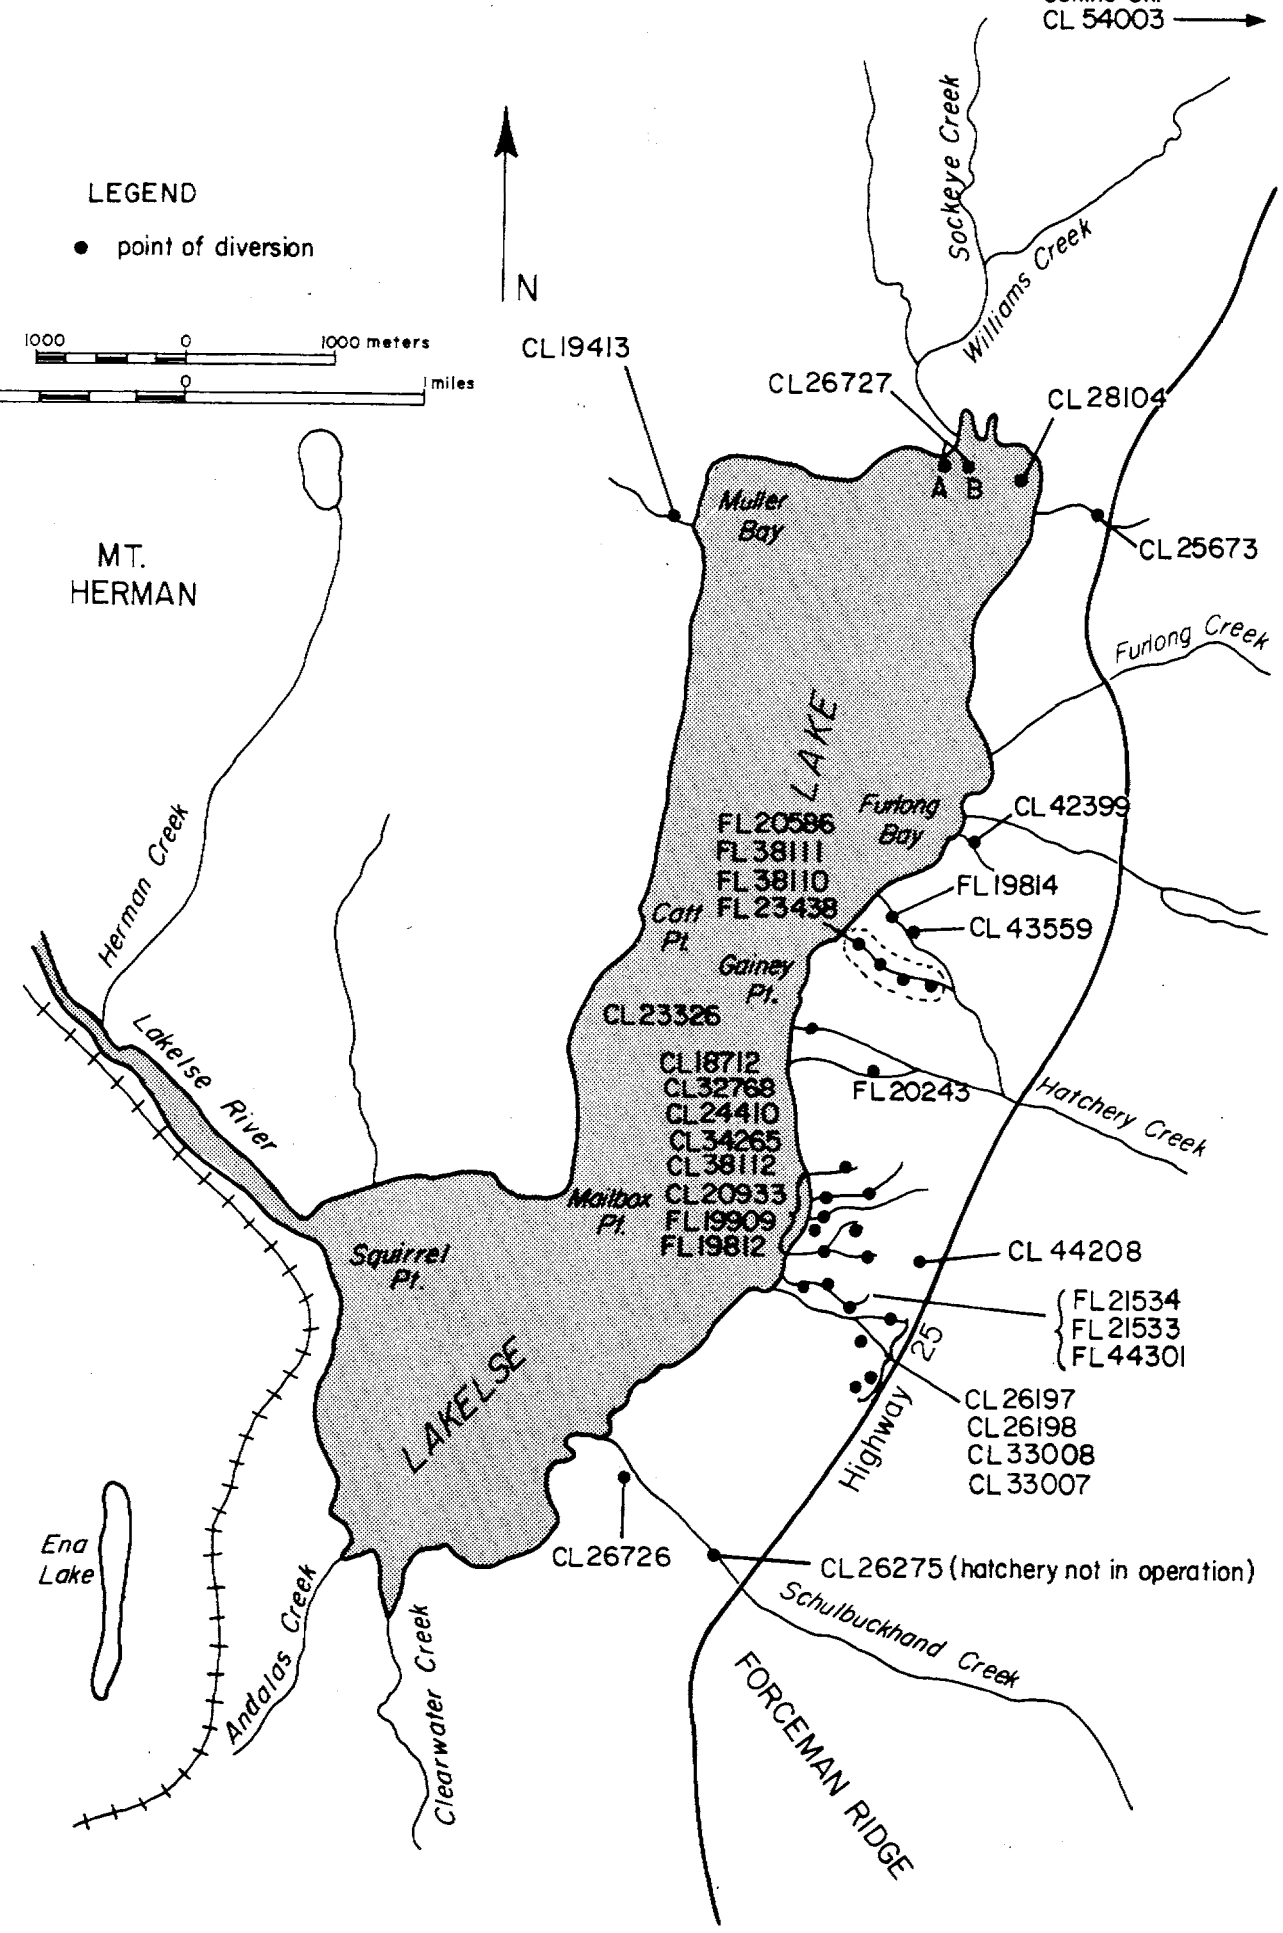 CL 54003
Sockeye Creek
Williams Creek
LEGEND
● point of diversion
N
1000 0 1000 meters
0 1 miles
CL19413
CL26727
CL28104
A B
Muller
Bay
CL25673
MT.
HERMAN
Furlong Creek
LAKE
Furlong
Bay
CL42399
FL20586
FL38111
FL38110
FL23438
FL19814
CL43559
Catt
Pt.
Gainey
Pt.
Herman Creek
Lakelse River
CL23326
CL18712
CL32768
CL24410
CL34265
CL38112
CL20933
FL19909
FL19812
FL20243
Hatchery Creek
Mailbox
Pt.
Squirrel
Pt.
CL44208
FL21534
FL21533
FL44301
Highway 25
CL26197
CL26198
CL33008
CL33007
LAKELSE
Ena
Lake
CL26726
CL26275 (hatchery not in operation)
Schulbuckhand Creek
Andalas Creek
Clearwater Creek
FORCEMAN RIDGE